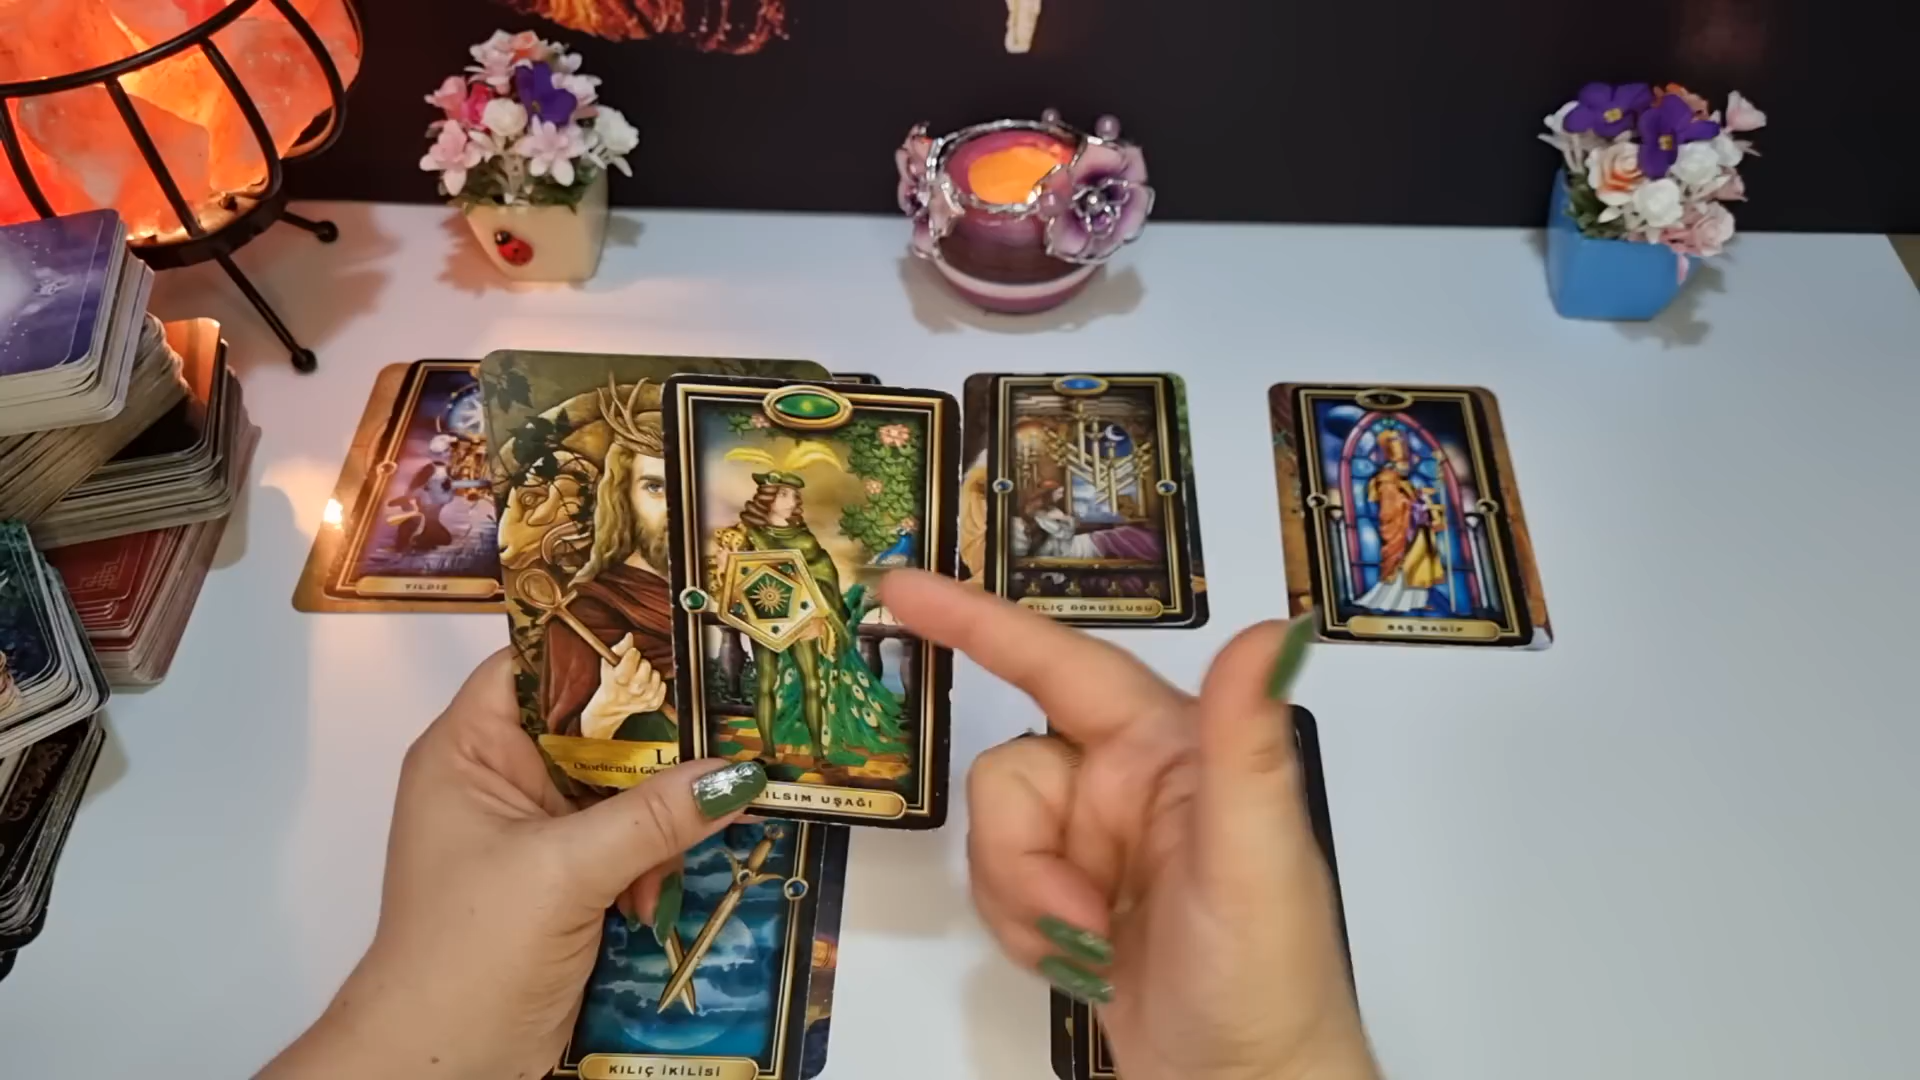 YILDIZ
KILIÇ DOKUZLUSU
BAŞ RAHİP
TILSIM UŞAĞI
KILIÇ İKİLİSİ